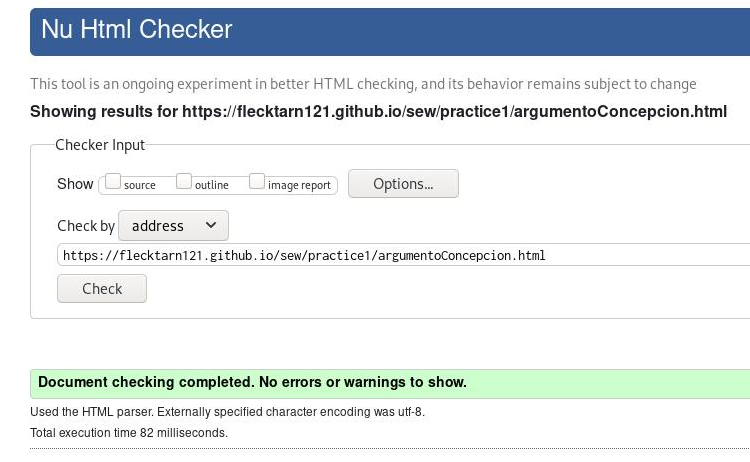 Nu Html Checker
This tool is an ongoing experiment in better HTML checking, and its behavior remains subject to change
Showing results for https://flecktarn121.github.io/sew/practice1/argumentoConcepcion.html
Checker Input
Show source outline image report Options...
Check by address
https://flecktarn121.github.io/sew/practice1/argumentoConcepcion.html
Check
Document checking completed. No errors or warnings to show.
Used the HTML parser. Externally specified character encoding was utf-8.
Total execution time 82 milliseconds.